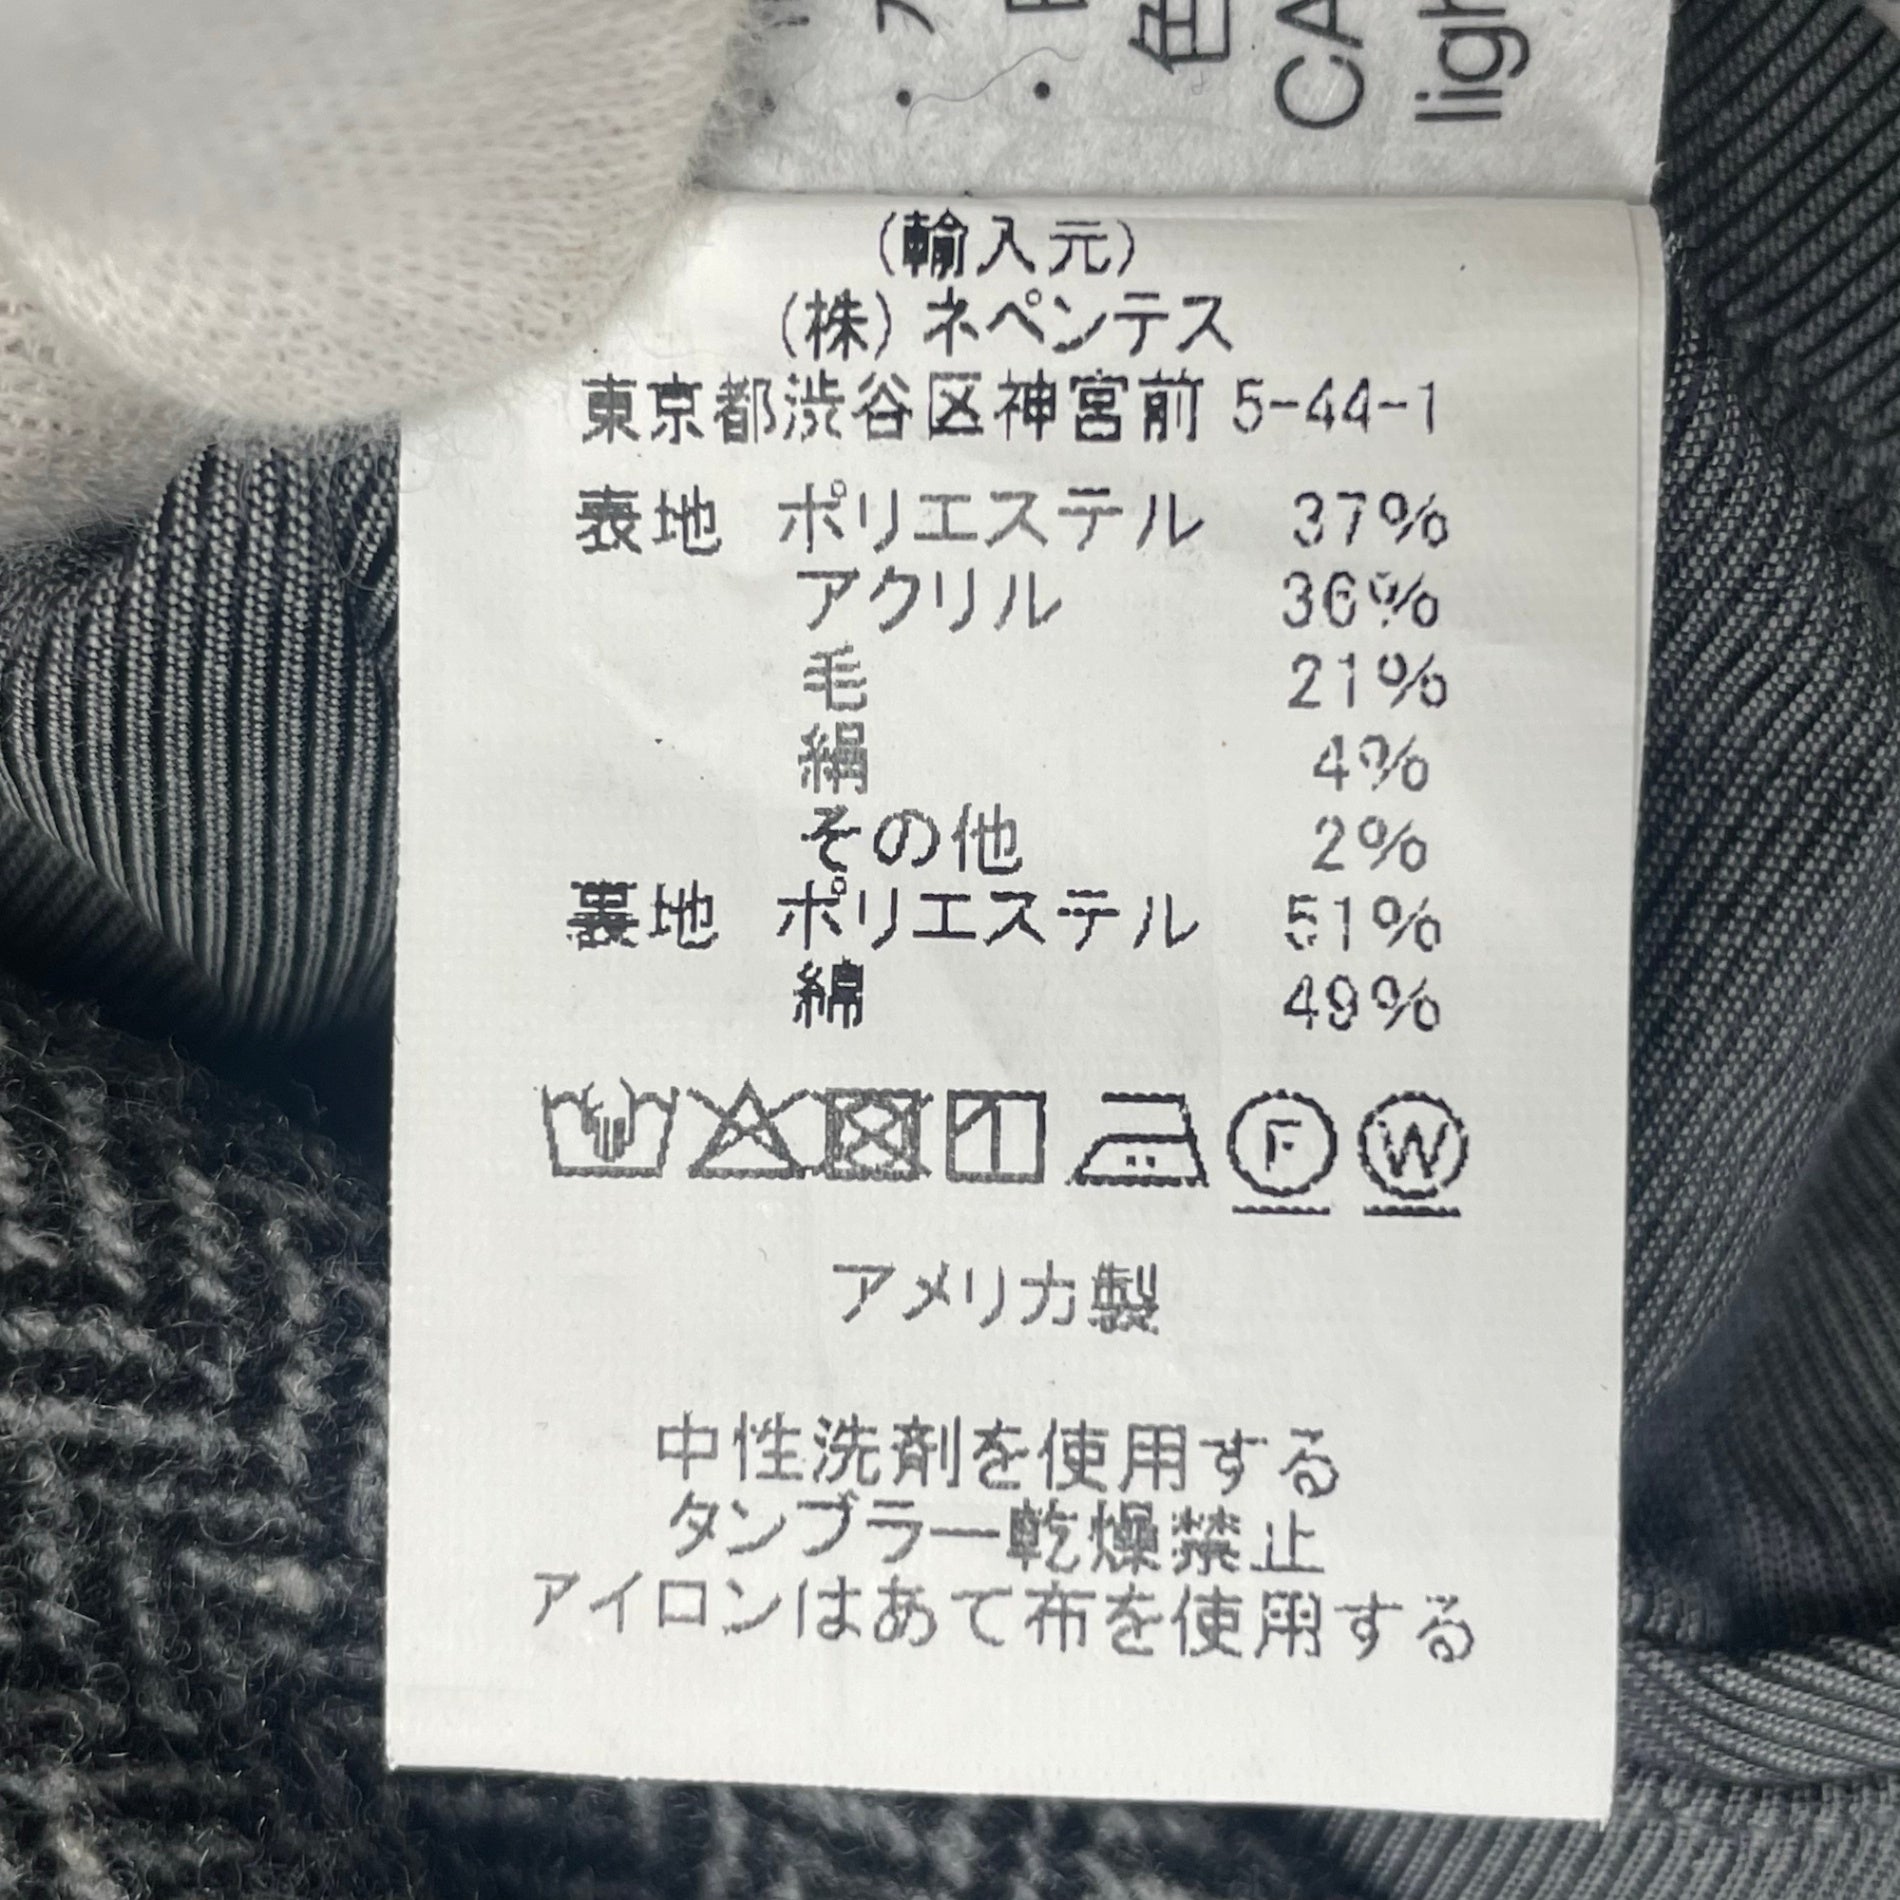 色
CA
ligh
(輸入元)
(株) ネペンテス
東京都渋谷区神宮前 5-44-1
表地 ポリエステル 37%
アクリル 36%
毛 21%
絹 4%
その他 2%
裏地 ポリエステル 51%
綿 49%
F W
アメリカ製
中性洗剤を使用する
タンブラー乾燥禁止
アイロンはあて布を使用する